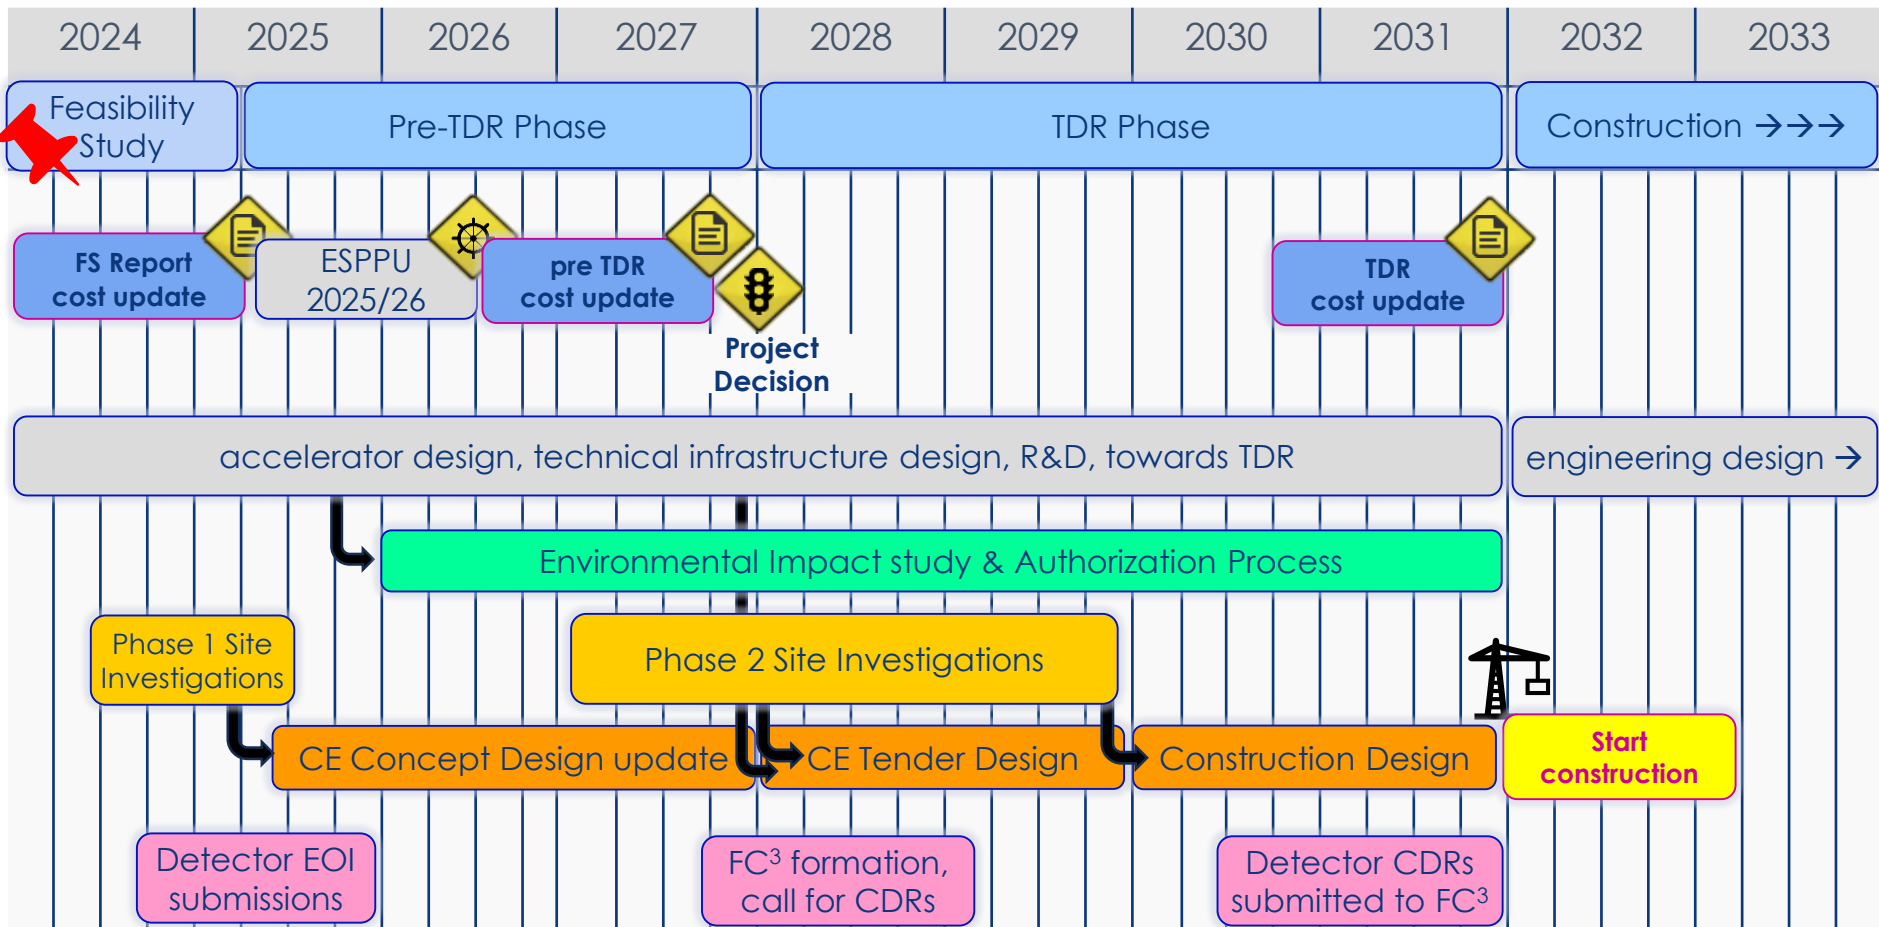 2024 2025 2026 2027 2028 2029 2030 2031 2032 2033
Feasibility
Study
Pre-TDR Phase
TDR Phase
Construction →→→
FS Report
cost update
ESPPU
2025/26
pre TDR
cost update
Project
Decision
TDR
cost update
accelerator design, technical infrastructure design, R&D, towards TDR
engineering design →
Environmental Impact study & Authorization Process
Phase 1 Site
Investigations
Phase 2 Site Investigations
CE Concept Design update
CE Tender Design
Construction Design
Start
construction
Detector EOI
submissions
FC³ formation,
call for CDRs
Detector CDRs
submitted to FC³